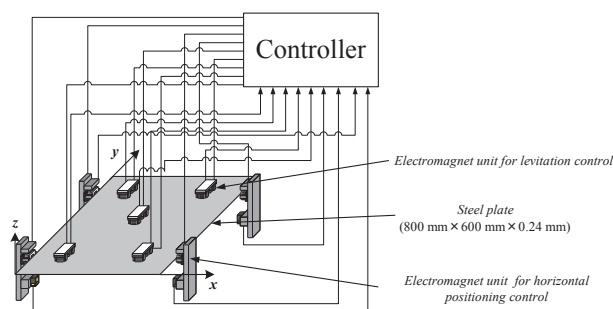 Controller
y
Electromagnet unit for levitation control
Steel plate
(800 mm × 600 mm × 0.24 mm)
z
x
Electromagnet unit for horizontal
positioning control